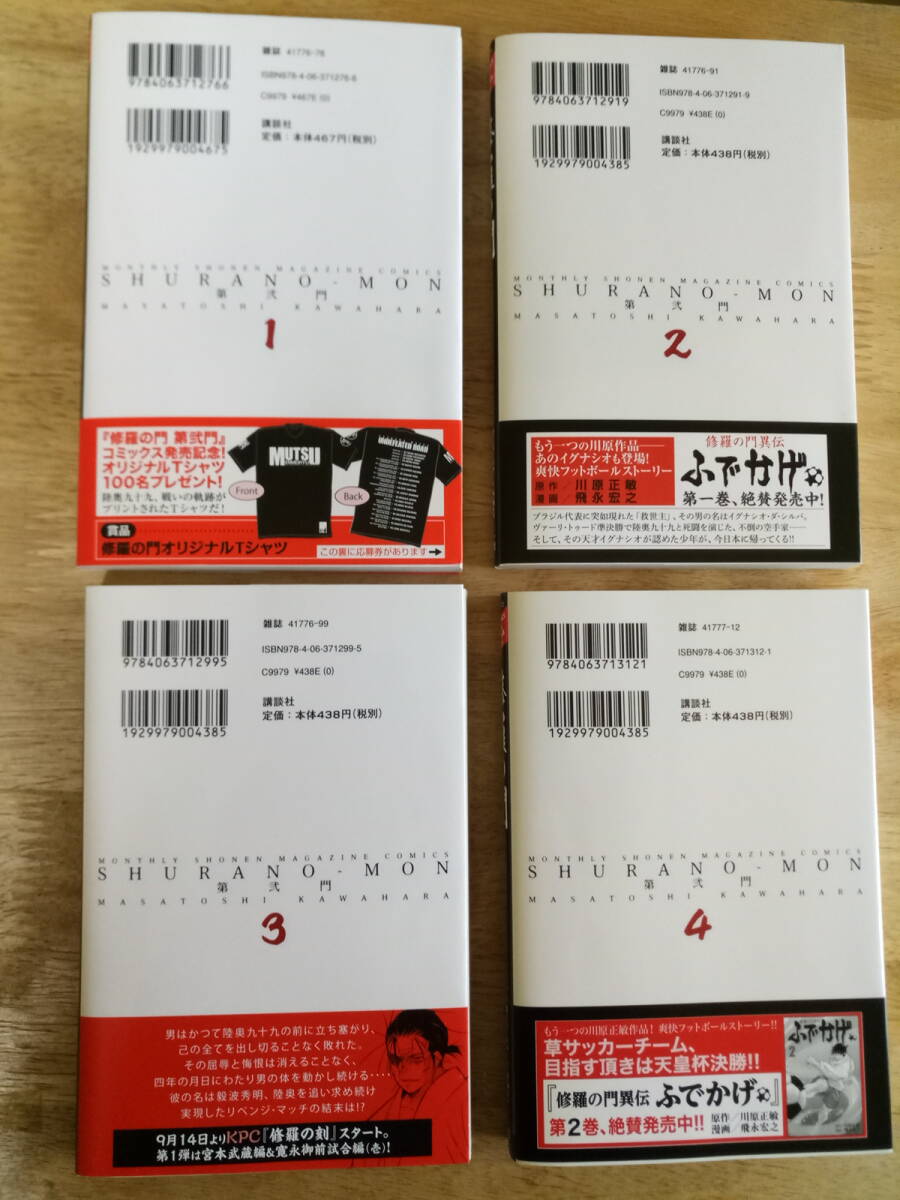 9784063712766
雑誌 41776-76
ISBN978-4-06-371276-6
C9979 ¥467E (0)
1929979004675
講談社
定価：本体467円(税別)
MONTHLY SHONEN MAGAZINE COMICS
SHURANO-MON
第弐門
MASATOSHI KAWAHARA
1
『修羅の門 第弐門』
コミックス発売記念!
オリジナルTシャツ
100名プレゼント!
陸奥九十九、戦いの軌跡が
プリントされたTシャツだ!
賞品
修羅の門オリジナルTシャツ
Front
MUTSU
Back
UNDEFEATED ROAD
この裏に応募券があります→
9784063712919
雑誌 41776-91
ISBN978-4-06-371291-9
C9979 ¥438E (0)
1929979004385
講談社
定価：本体438円(税別)
MONTHLY SHONEN MAGAZINE COMICS
SHURANO-MON
第弐門
MASATOSHI KAWAHARA
2
もう一つの川原作品——
あのイグナシオも登場!
爽快フットボールストーリー
原作／川原正敏
漫画／飛永宏之
修羅の門異伝
ふでかげ
第一巻、絶賛発売中!
ブラジル代表に突如現れた「救世主」、その男の名はイグナシオ・ダ・シルバ。
ヴァーリ・トゥード準決勝で陸奥九十九と死闘を演じた、不倒の空手家——
そして、その天才イグナシオが認めた少年が、今日本に帰ってくる!!
9784063712995
雑誌 41776-99
ISBN978-4-06-371299-5
C9979 ¥438E (0)
1929979004385
講談社
定価：本体438円(税別)
MONTHLY SHONEN MAGAZINE COMICS
SHURANO-MON
第弐門
MASATOSHI KAWAHARA
3
男はかつて陸奥九十九の前に立ち塞がり、
己の全てを出し切ることなく敗れた。
その屈辱と悔恨は消えることなく、
四年の月日にわたり男の体を動かし続ける‥‥
彼の名は毅波秀明、陸奥を追い求め続け
実現したリベンジ・マッチの結末は!?
9月14日よりKPC『修羅の刻』スタート。
第1弾は宮本武蔵編&寛永御前試合編(壱)!
9784063713121
雑誌 41777-12
ISBN978-4-06-371312-1
C9979 ¥438E (0)
1929979004385
講談社
定価：本体438円(税別)
MONTHLY SHONEN MAGAZINE COMICS
SHURANO-MON
第弐門
MASATOSHI KAWAHARA
4
もう一つの川原正敏作品! 爽快フットボールストーリー!!
草サッカーチーム、
目指す頂きは天皇杯決勝!!
『修羅の門異伝 ふでかげ』
第2巻、絶賛発売中!!
原作／川原正敏
漫画／飛永宏之
ふでかげ
2